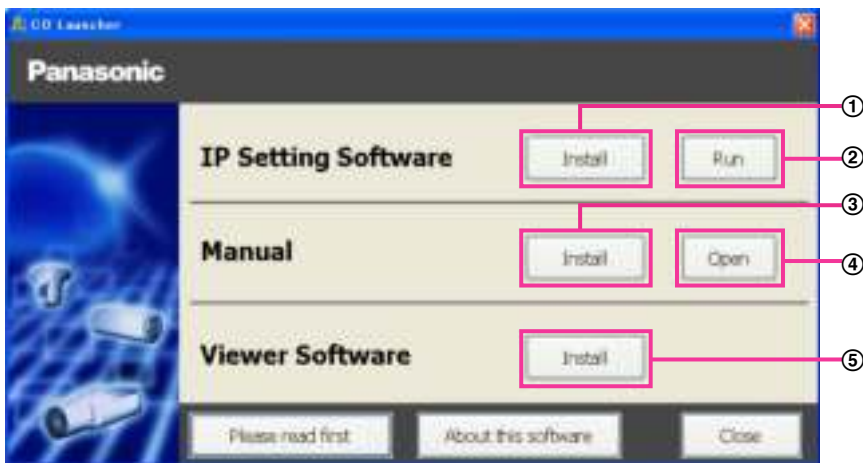 CD Launcher
Panasonic
①
IP Setting Software Install Run ②
③
Manual Install Open ④
Viewer Software Install ⑤
Please read first About this software Close